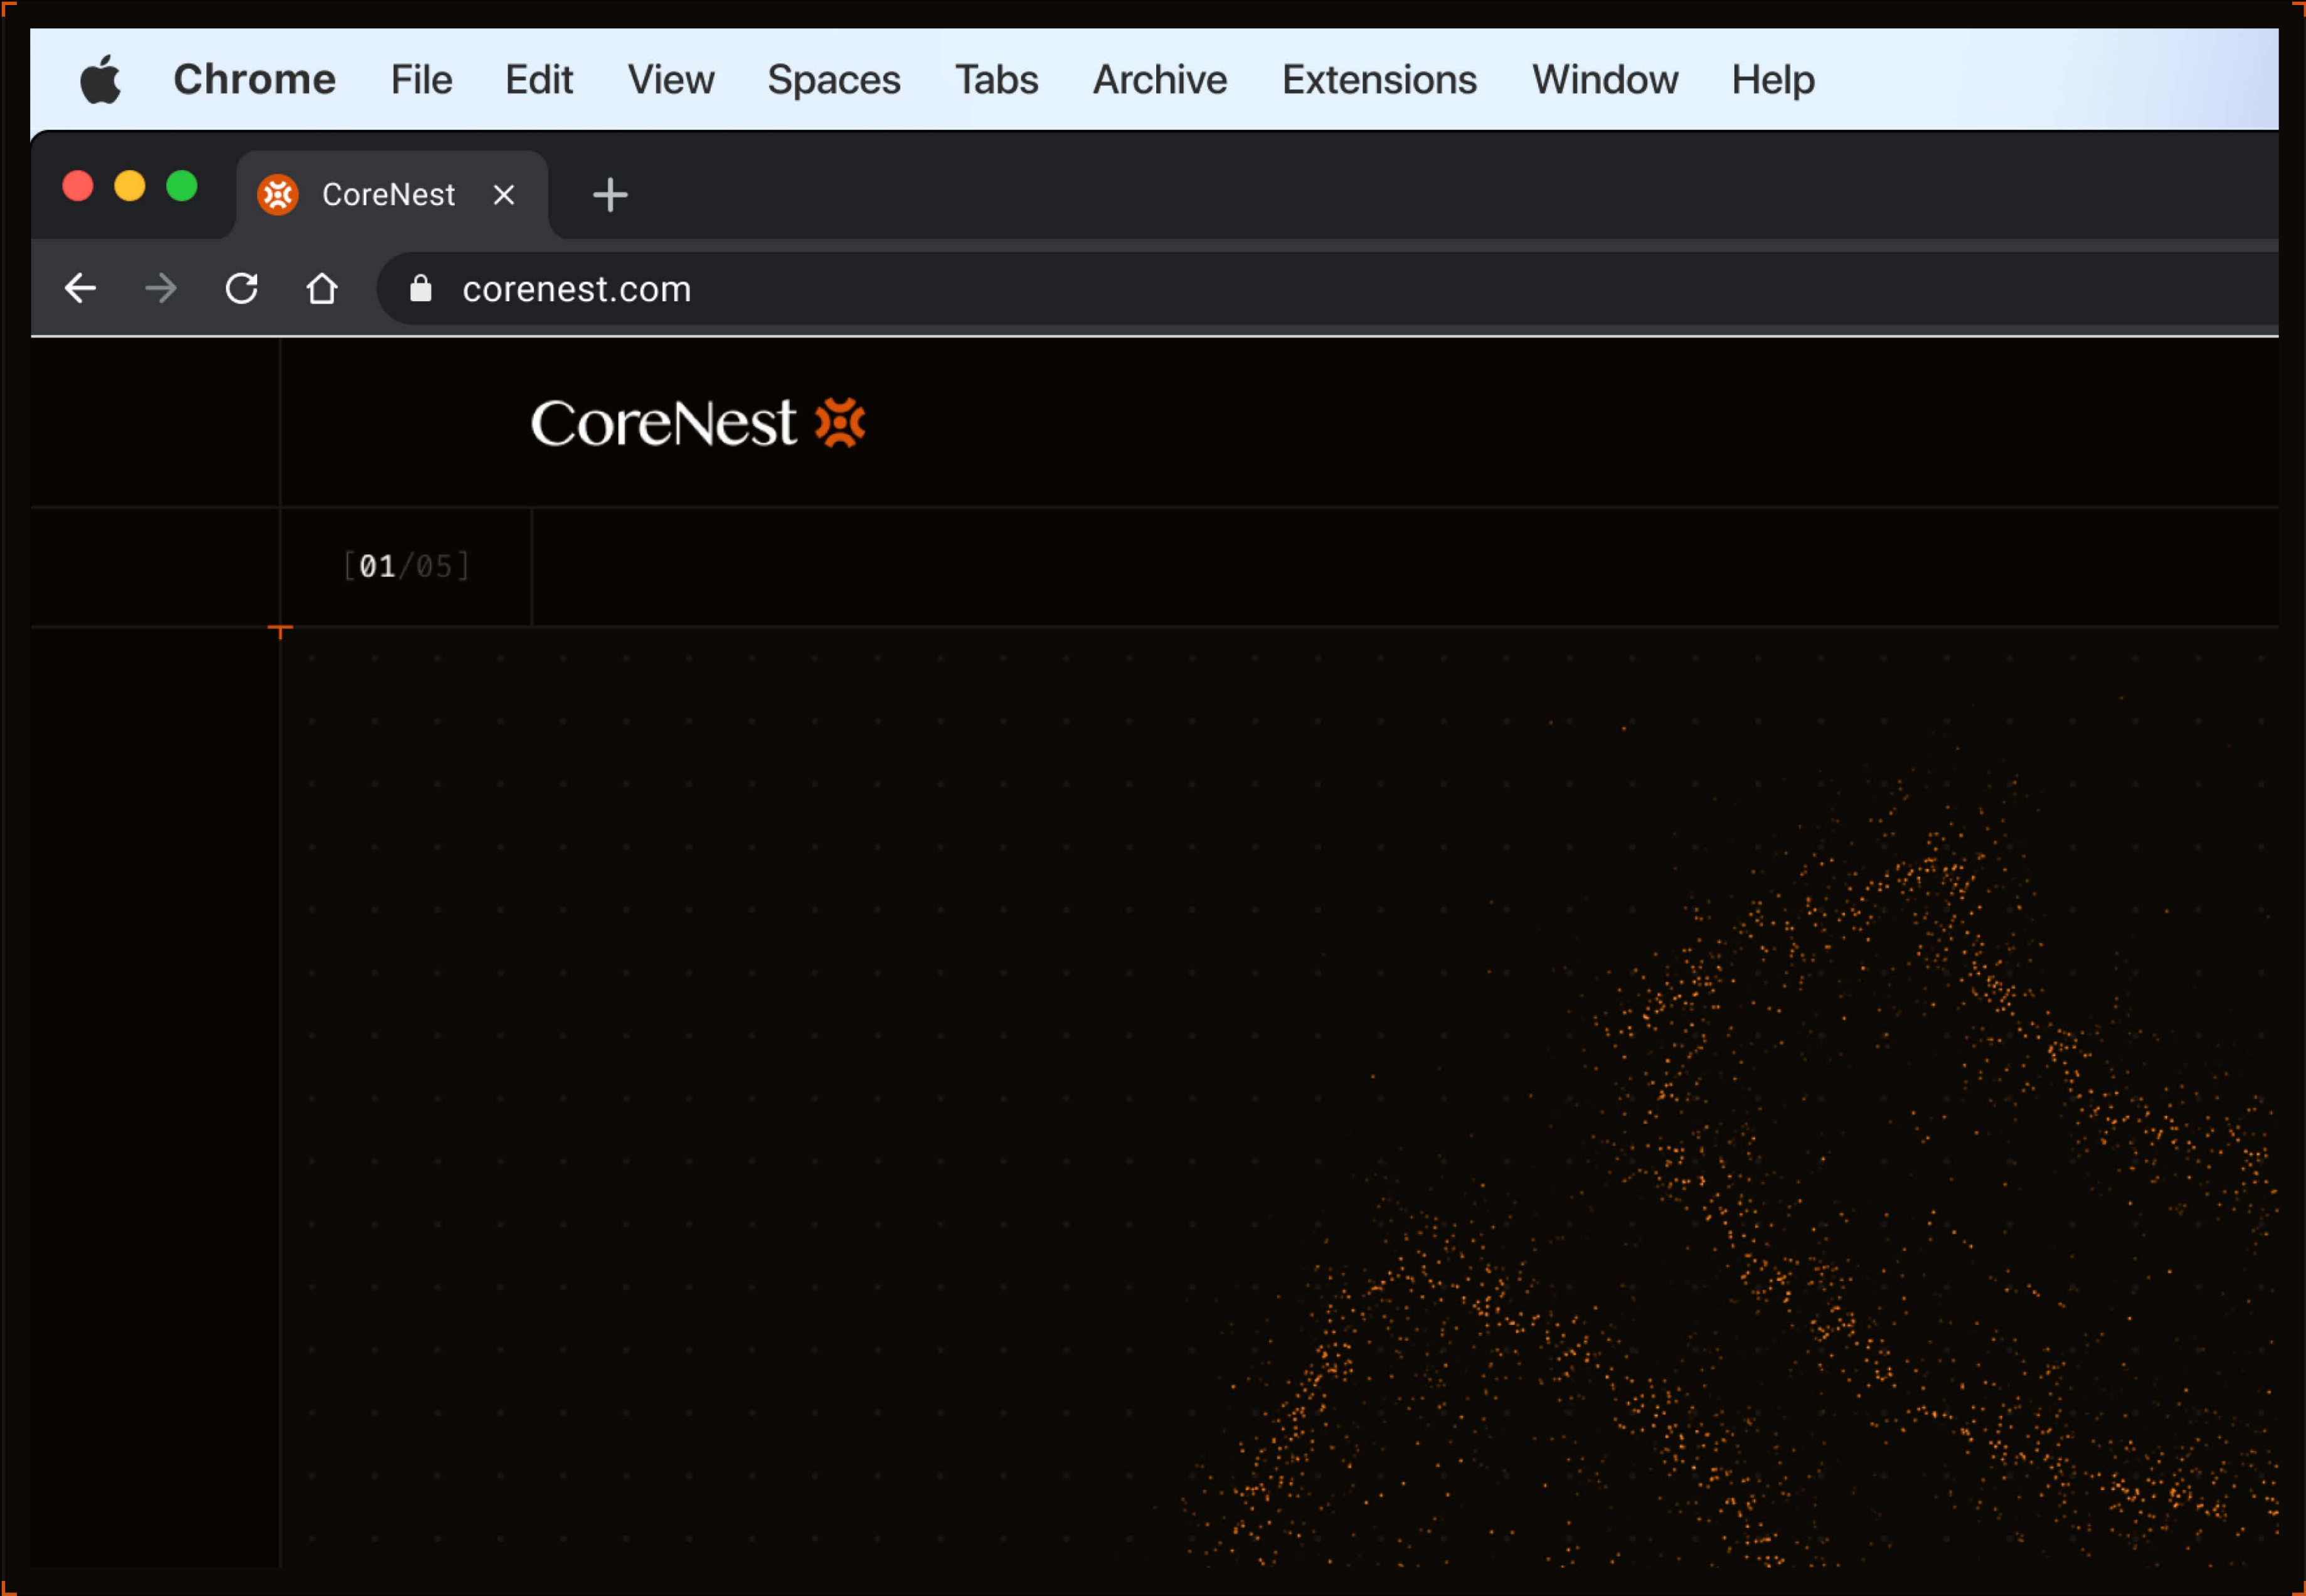 Chrome File Edit View Spaces Tabs Archive Extensions Window Help
CoreNest
corenest.com
CoreNest
[01/05]